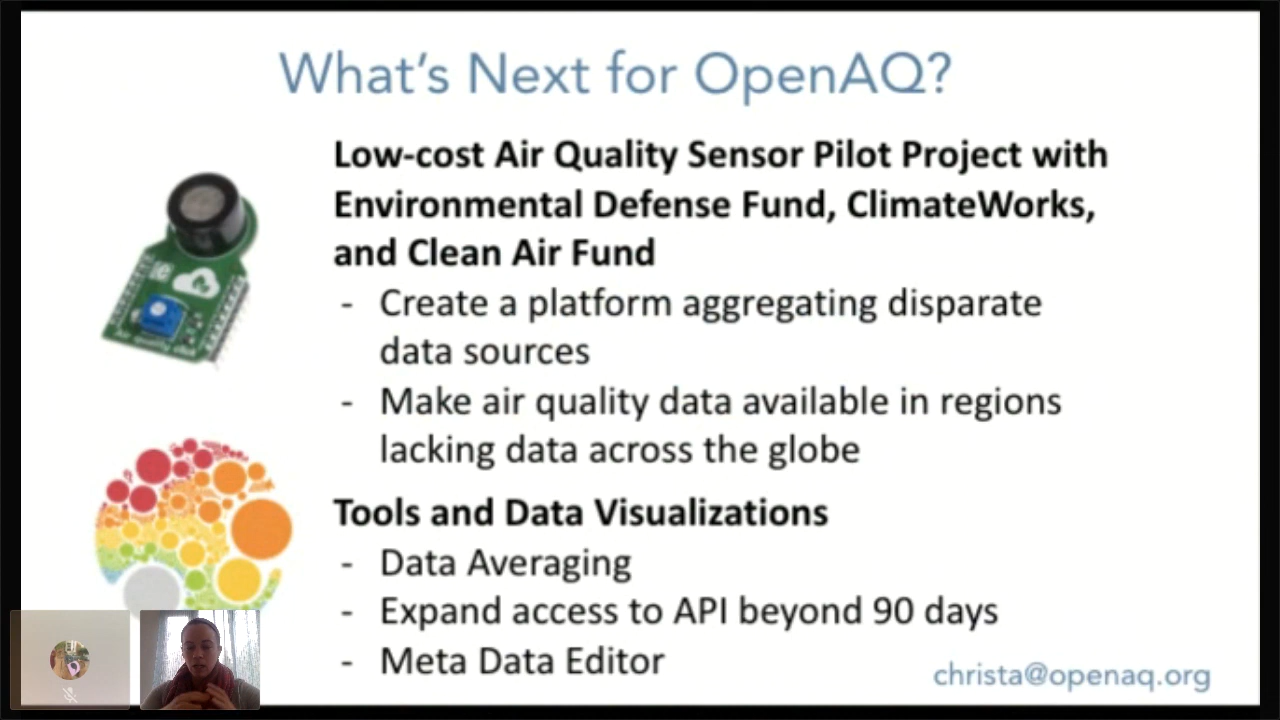 What's Next for OpenAQ?
Low-cost Air Quality Sensor Pilot Project with
Environmental Defense Fund, ClimateWorks,
and Clean Air Fund
- Create a platform aggregating disparate
data sources
- Make air quality data available in regions
lacking data across the globe
Tools and Data Visualizations
- Data Averaging
- Expand access to API beyond 90 days
- Meta Data Editor
christa@openaq.org